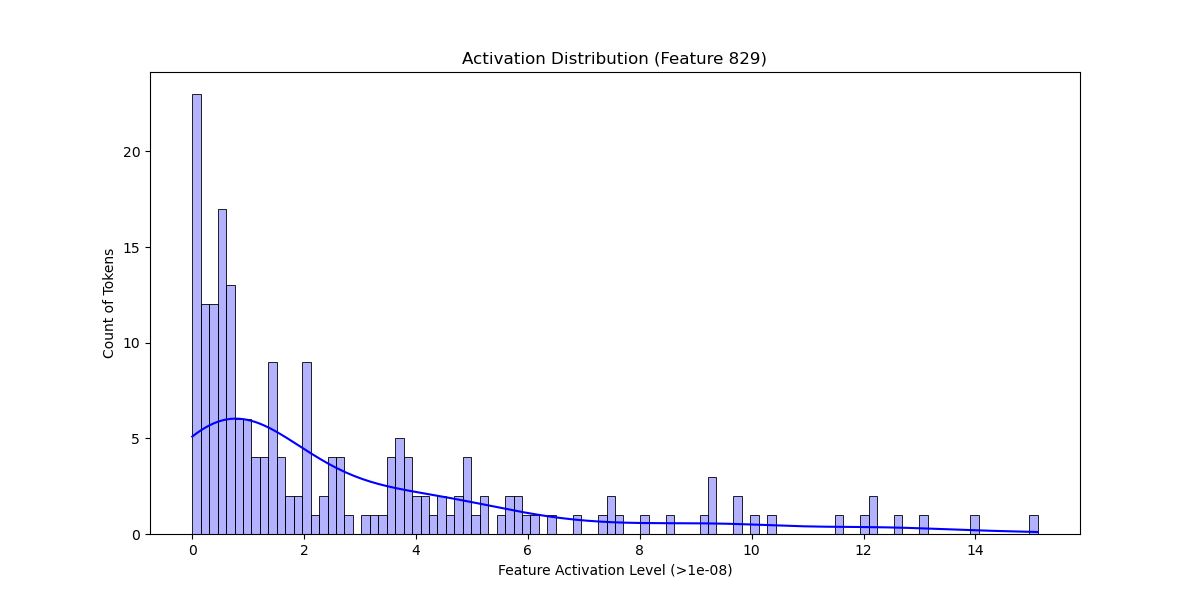 Activation Distribution (Feature 829)
20
15
10
5
0
Count of Tokens
0 2 4 6 8 10 12 14
Feature Activation Level (>1e-08)